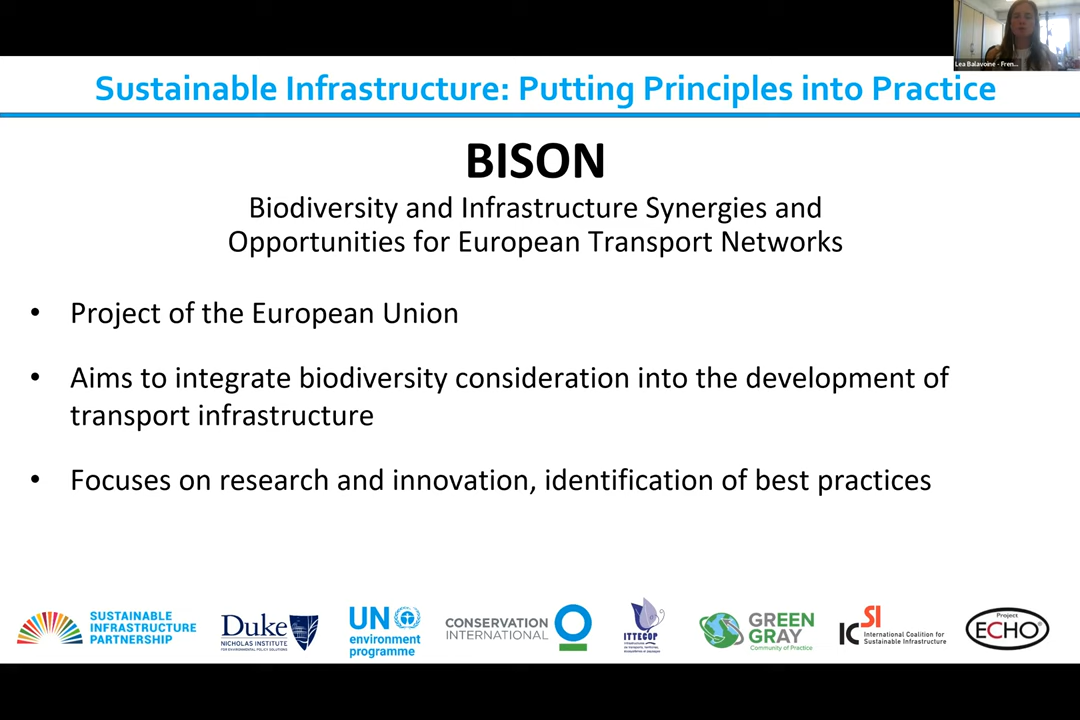 Lea Balavoine - Fren...
Sustainable Infrastructure: Putting Principles into Practice
BISON
Biodiversity and Infrastructure Synergies and
Opportunities for European Transport Networks
• Project of the European Union
• Aims to integrate biodiversity consideration into the development of
transport infrastructure
• Focuses on research and innovation, identification of best practices
SUSTAINABLE
INFRASTRUCTURE
PARTNERSHIP
Duke
NICHOLAS INSTITUTE
FOR ENVIRONMENTAL POLICY SOLUTIONS
UN
environment
programme
CONSERVATION
INTERNATIONAL
ITTECOP
GREEN
GRAY
Community of Practice
ICSI
International Coalition for
Sustainable Infrastructure
Project
ECHO®